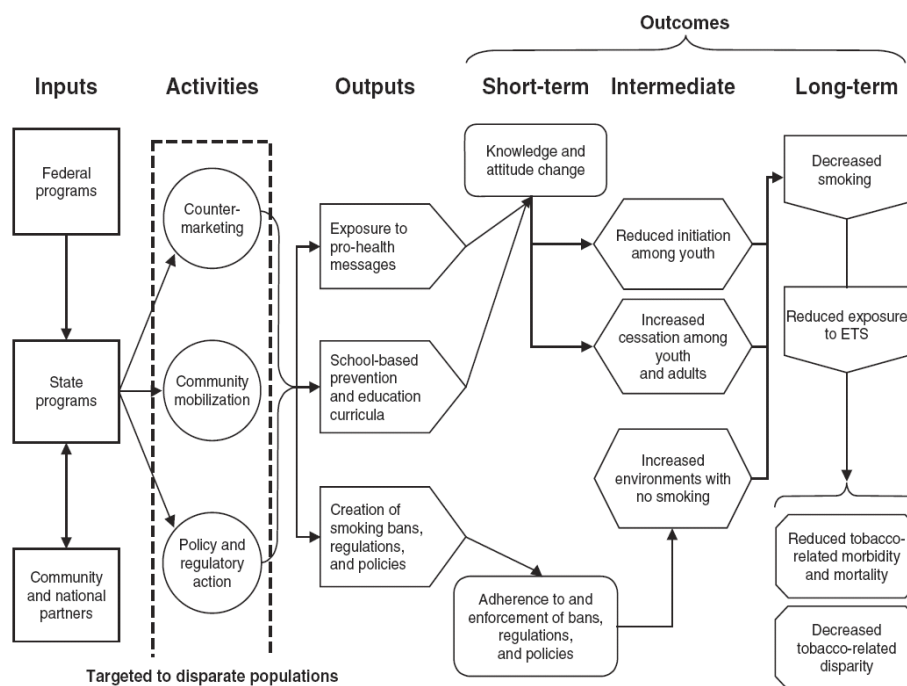 Outcomes
Inputs
Activities
Outputs
Short-term
Intermediate
Long-term
Federal
programs
State
programs
Community
and national
partners
Counter-
marketing
Community
mobilization
Policy and
regulatory
action
Targeted to disparate populations
Exposure to
pro-health
messages
School-based
prevention
and education
curricula
Creation of
smoking bans,
regulations,
and policies
Knowledge and
attitude change
Adherence to and
enforcement of bans,
regulations,
and policies
Reduced initiation
among youth
Increased
cessation among
youth
and adults
Increased
environments with
no smoking
Decreased
smoking
Reduced exposure
to ETS
Reduced tobacco-
related morbidity
and mortality
Decreased
tobacco-related
disparity